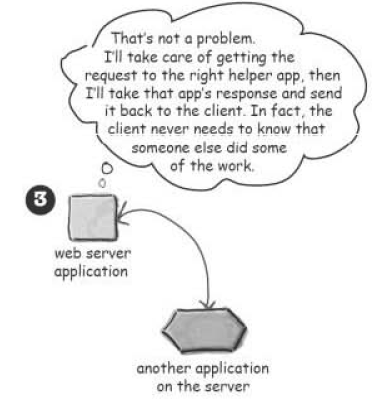 That's not a problem.
I'll take care of getting the
request to the right helper app, then
I'll take that app's response and send
it back to the client. In fact, the
client never needs to know that
someone else did some
of the work.
3
web server
application
another application
on the server